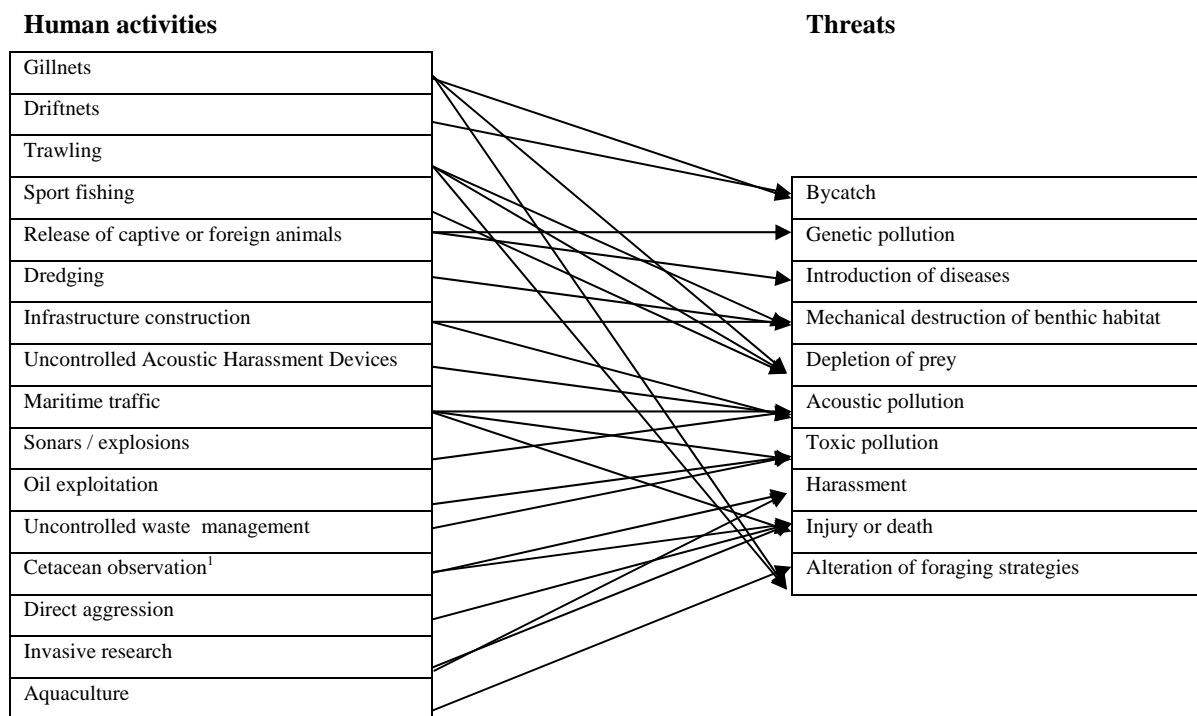 Human activities
Gillnets
Driftnets
Trawling
Sport fishing
Release of captive or foreign animals
Dredging
Infrastructure construction
Uncontrolled Acoustic Harassment Devices
Maritime traffic
Sonars / explosions
Oil exploitation
Uncontrolled waste  management
Cetacean observation¹
Direct aggression
Invasive research
Aquaculture
Threats
Bycatch
Genetic pollution
Introduction of diseases
Mechanical destruction of benthic habitat
Depletion of prey
Acoustic pollution
Toxic pollution
Harassment
Injury or death
Alteration of foraging strategies